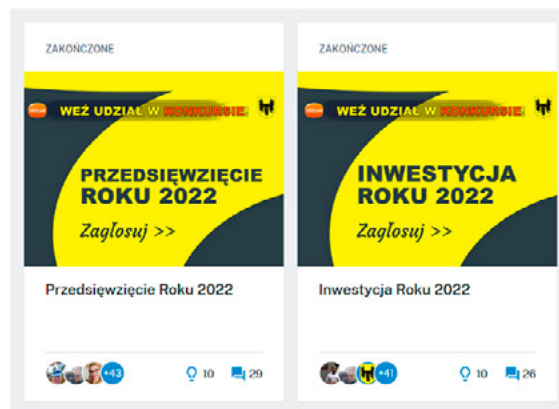 ZAKOŃCZONE
WEŹ UDZIAŁ W KONKURSIE
PRZEDSIĘWZIĘCIE
ROKU 2022
Zagłosuj >>
Przedsięwzięcie Roku 2022
+43
10
29
ZAKOŃCZONE
WEŹ UDZIAŁ W KONKURSIE
INWESTYCJA
ROKU 2022
Zagłosuj >>
Inwestycja Roku 2022
+41
10
26